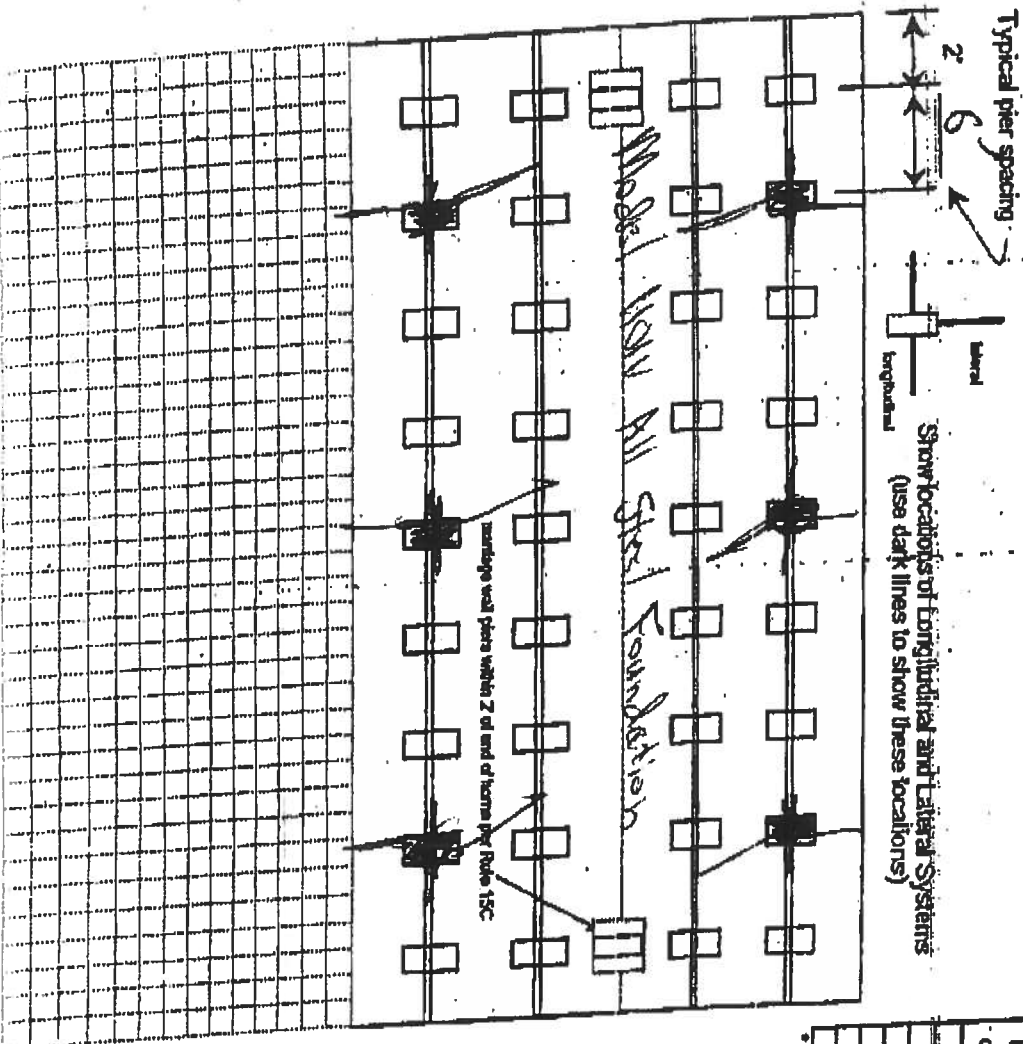 Typical pier spacing
2'
6
lateral
longitudinal
Show locations of Longitudinal and Lateral Systems
(use dark lines to show these locations)
Model 1101V All Steel Foundation
marriage wall piers within 2' of end of home per Rule 15C